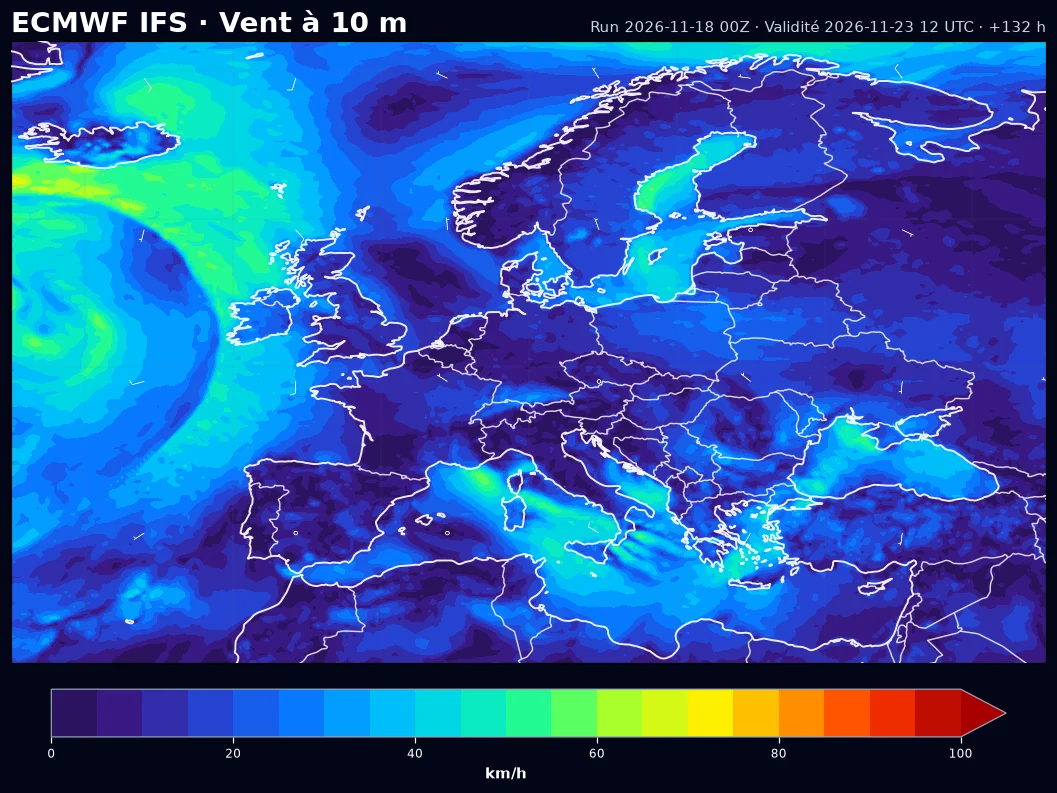 ECMWF IFS · Vent à 10 m
Run 2026-11-18 00Z · Validité 2026-11-23 12 UTC · +132 h
0 20 40 60 80 100
km/h